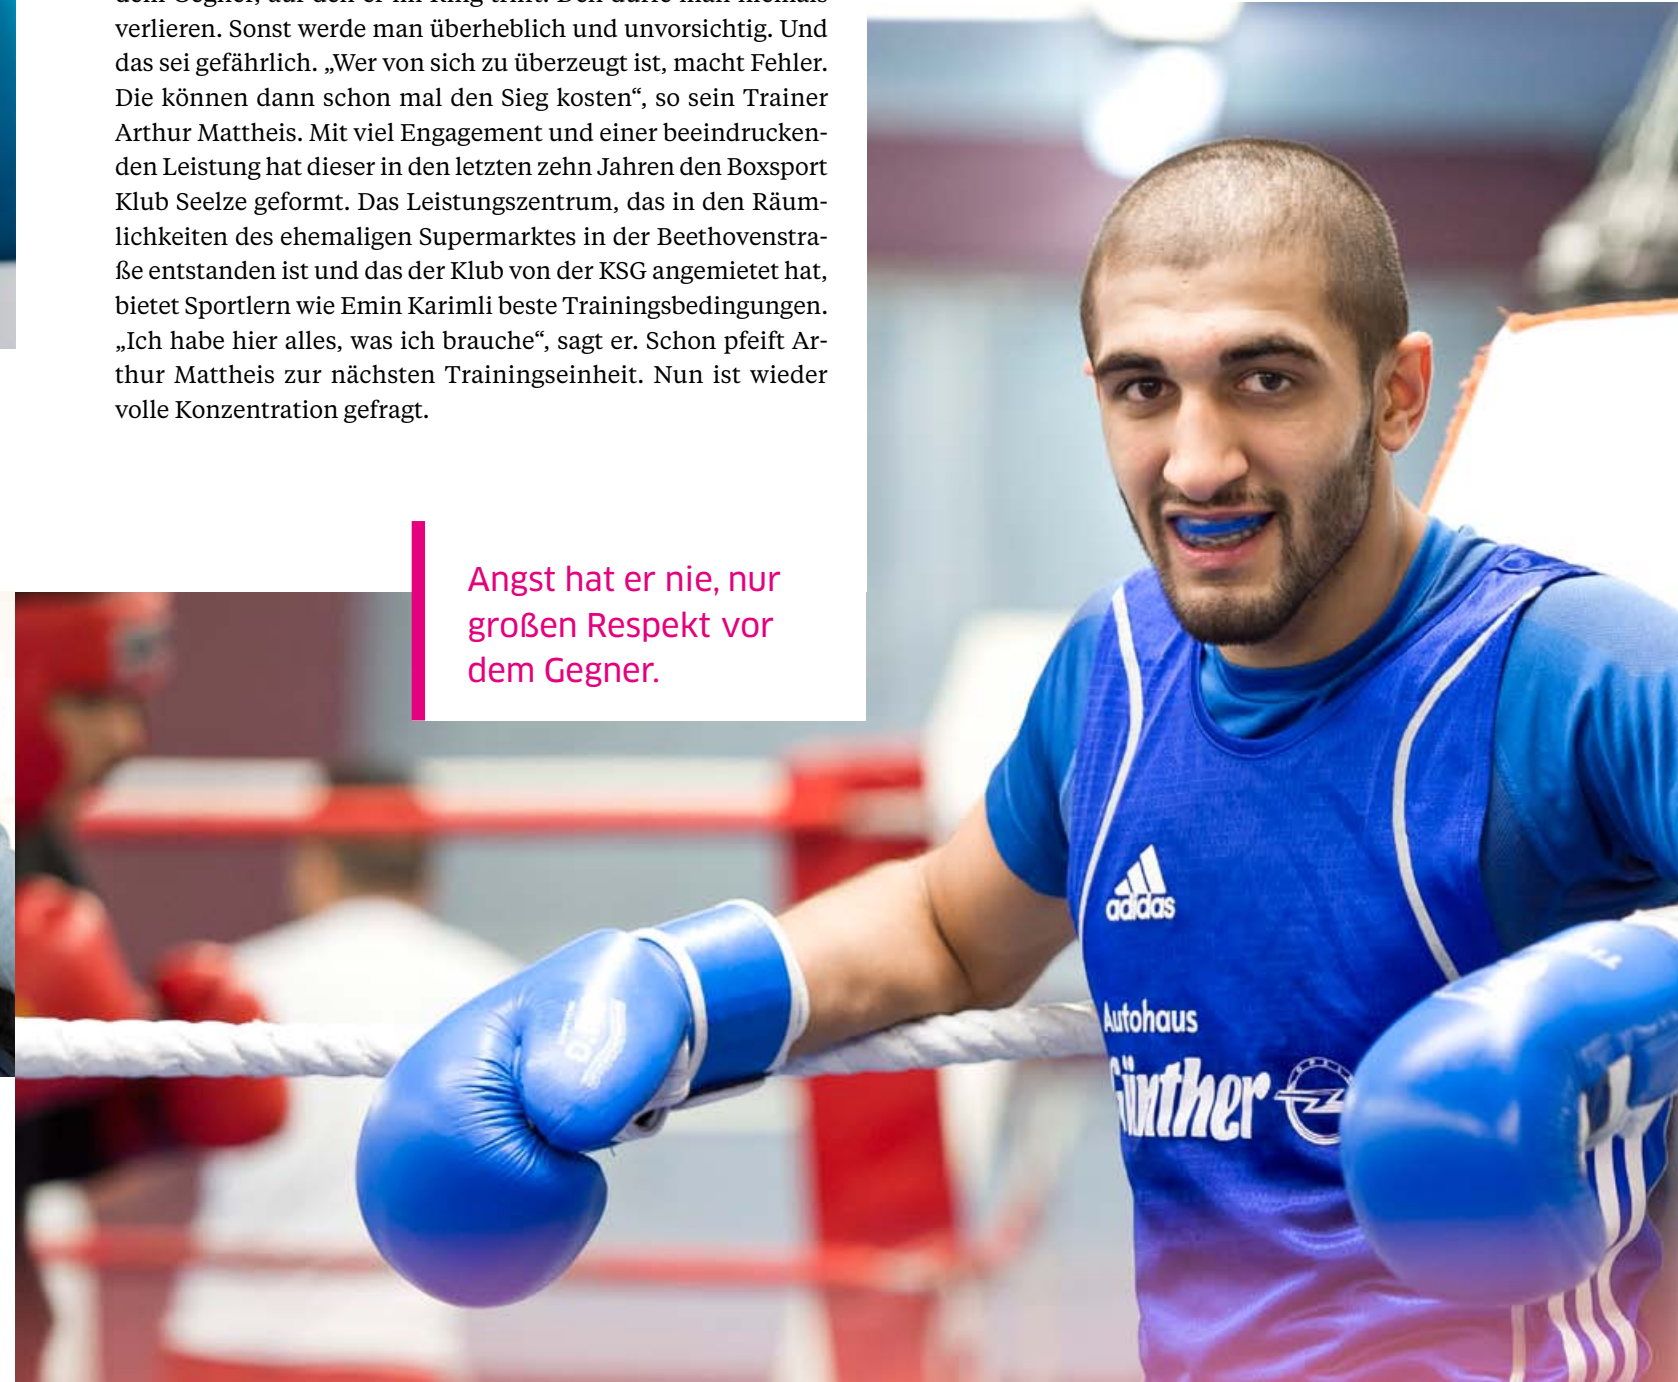 verlieren. Sonst werde man überheblich und unvorsichtig. Und
das sei gefährlich. „Wer von sich zu überzeugt ist, macht Fehler.
Die können dann schon mal den Sieg kosten“, so sein Trainer
Arthur Mattheis. Mit viel Engagement und einer beeindrucken-
den Leistung hat dieser in den letzten zehn Jahren den Boxsport
Klub Seelze geformt. Das Leistungszentrum, das in den Räum-
lichkeiten des ehemaligen Supermarktes in der Beethovenstra-
ße entstanden ist und das der Klub von der KSG angemietet hat,
bietet Sportlern wie Emin Karimli beste Trainingsbedingungen.
„Ich habe hier alles, was ich brauche“, sagt er. Schon pfeift Ar-
thur Mattheis zur nächsten Trainingseinheit. Nun ist wieder
volle Konzentration gefragt.
Angst hat er nie, nur
großen Respekt vor
dem Gegner.
adidas
Autohaus
Günther